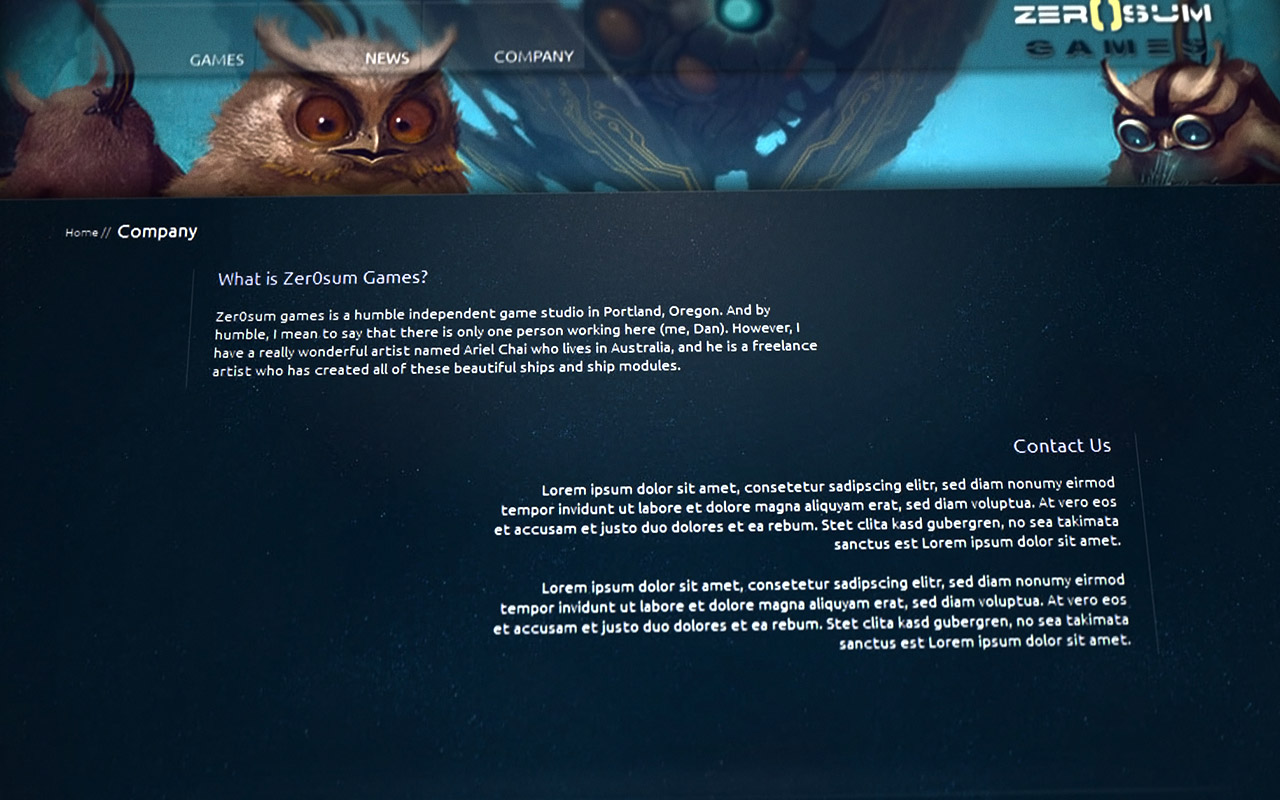 ZER()SUM
GAMES
GAMES NEWS COMPANY
Home // Company
What is Zer0sum Games?
Zer0sum games is a humble independent game studio in Portland, Oregon. And by
humble, I mean to say that there is only one person working here (me, Dan). However, I
have a really wonderful artist named Ariel Chai who lives in Australia, and he is a freelance
artist who has created all of these beautiful ships and ship modules.
Contact Us
Lorem ipsum dolor sit amet, consetetur sadipscing elitr, sed diam nonumy eirmod
tempor invidunt ut labore et dolore magna aliquyam erat, sed diam voluptua. At vero eos
et accusam et justo duo dolores et ea rebum. Stet clita kasd gubergren, no sea takimata
sanctus est Lorem ipsum dolor sit amet.
Lorem ipsum dolor sit amet, consetetur sadipscing elitr, sed diam nonumy eirmod
tempor invidunt ut labore et dolore magna aliquyam erat, sed diam voluptua. At vero eos
et accusam et justo duo dolores et ea rebum. Stet clita kasd gubergren, no sea takimata
sanctus est Lorem ipsum dolor sit amet.